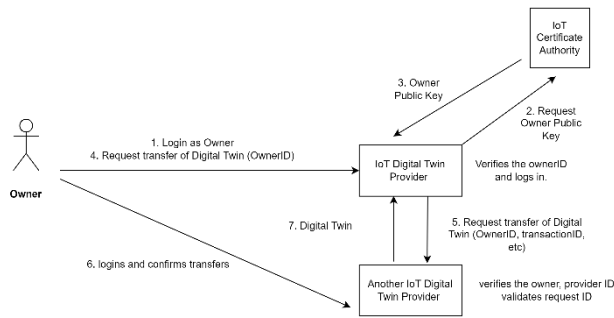 IoT
Certificate
Authority
3. Owner
Public Key
2. Request
Owner Public
Key
1. Login as Owner
4. Request transfer of Digital Twin (OwnerID)
Owner
IoT Digital Twin
Provider
Verifies the ownerID
and logs in.
7. Digital Twin
5. Request transfer of Digital
Twin (OwnerID, transactionID,
etc)
6. logins and confirms transfers
Another IoT Digital
Twin Provider
verifies the owner, provider ID
validates request ID